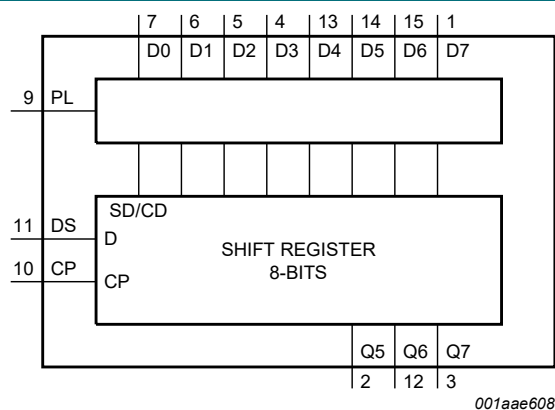 7 6 5 4 13 14 15 1
D0 D1 D2 D3 D4 D5 D6 D7
9 PL
SD/CD
11 DS D
SHIFT REGISTER
10 CP CP
8-BITS
Q5 Q6 Q7
2 12 3
001aae608